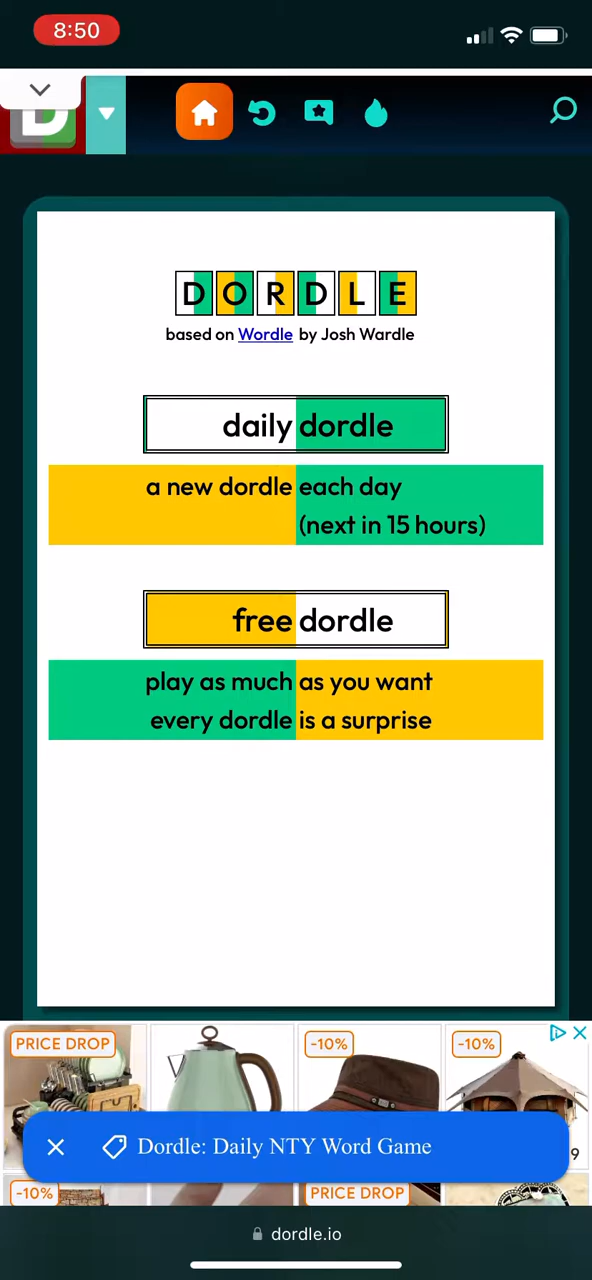 8:50
D
DORDLE
based on Wordle by Josh Wardle
daily dordle
a new dordle each day
(next in 15 hours)
free dordle
play as much as you want
every dordle is a surprise
PRICE DROP
-10%
-10%
9
Dordle: Daily NTY Word Game
-10%
PRICE DROP
dordle.io